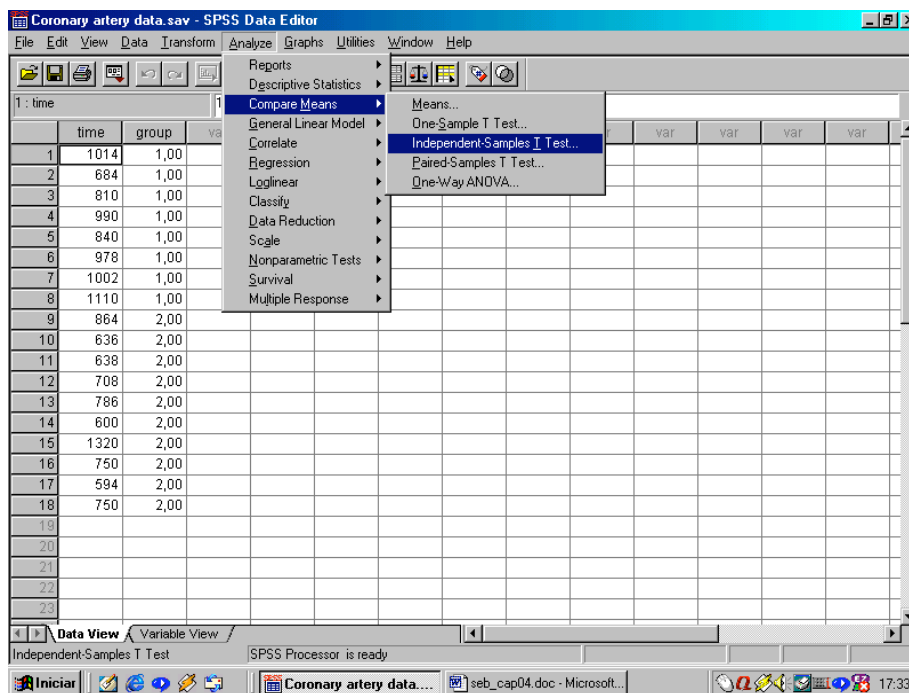 Coronary artery data.sav - SPSS Data Editor
File Edit View Data Transform Analyze Graphs Utilities Window Help
1 : time
1
Reports
Descriptive Statistics
Compare Means
General Linear Model
Correlate
Regression
Loglinear
Classify
Data Reduction
Scale
Nonparametric Tests
Survival
Multiple Response
Means...
One-Sample T Test...
Independent-Samples T Test...
Paired-Samples T Test...
One-Way ANOVA...
time group va r var var var var
1 1014 1,00
2 684 1,00
3 810 1,00
4 990 1,00
5 840 1,00
6 978 1,00
7 1002 1,00
8 1110 1,00
9 864 2,00
10 636 2,00
11 638 2,00
12 708 2,00
13 786 2,00
14 600 2,00
15 1320 2,00
16 750 2,00
17 594 2,00
18 750 2,00
19
20
21
22
23
Data View Variable View
Independent-Samples T Test SPSS Processor is ready
Iniciar Coronary artery data.... seb_cap04.doc - Microsoft... 17:33